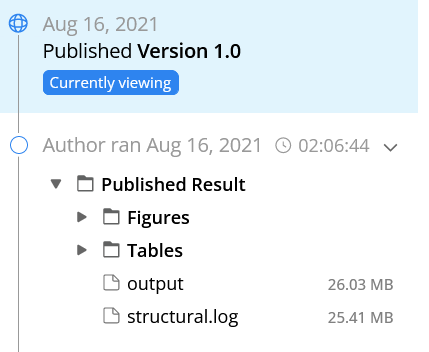 Aug 16, 2021
Published Version 1.0
Currently viewing
Author ran Aug 16, 2021 02:06:44
Published Result
Figures
Tables
output 26.03 MB
structural.log 25.41 MB